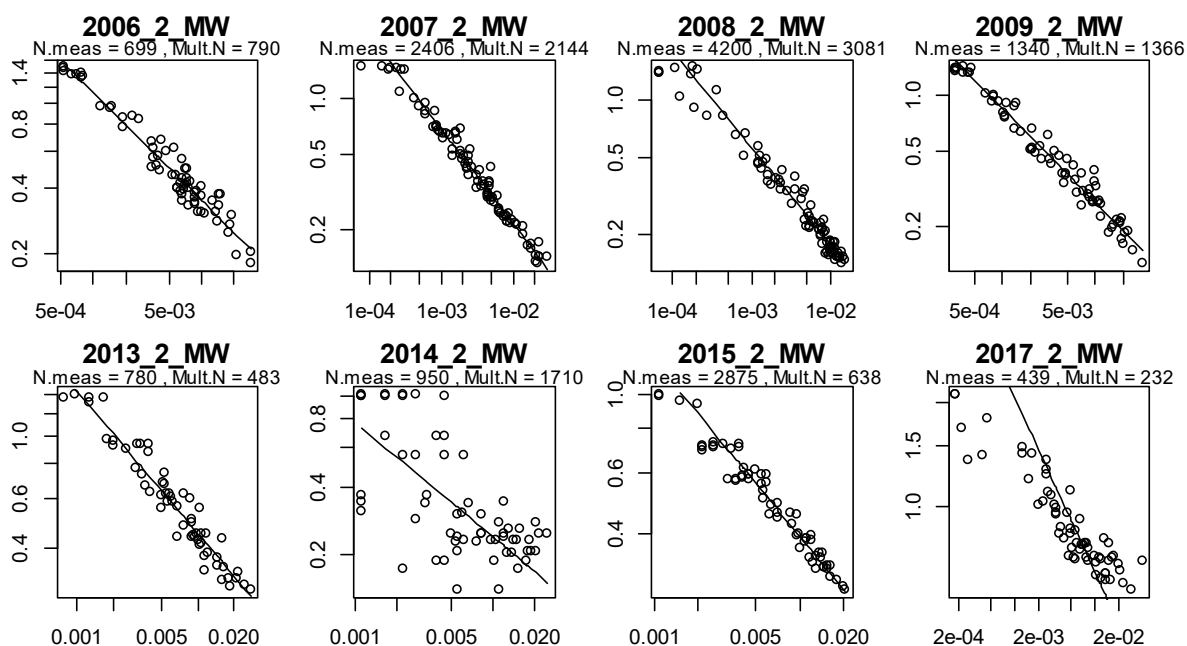 2006_2_MW 2007_2_MW 2008_2_MW 2009_2_MW
N.meas = 699 , Mult.N = 790 N.meas = 2406 , Mult.N = 2144 N.meas = 4200 , Mult.N = 3081 N.meas = 1340 , Mult.N = 1366
1.4
0.8
0.4
0.2
5e-04 5e-03
1.0
0.5
0.2
1e-04 1e-03 1e-02
1.0
0.5
0.2
1e-04 1e-03 1e-02
1.0
0.5
0.2
5e-04 5e-03
2013_2_MW 2014_2_MW 2015_2_MW 2017_2_MW
N.meas = 780 , Mult.N = 483 N.meas = 950 , Mult.N = 1710 N.meas = 2875 , Mult.N = 638 N.meas = 439 , Mult.N = 232
1.0
0.6
0.4
0.001 0.005 0.020
0.8
0.4
0.2
0.001 0.005 0.020
1.0
0.6
0.4
0.001 0.005 0.020
1.5
1.0
2e-04 2e-03 2e-02